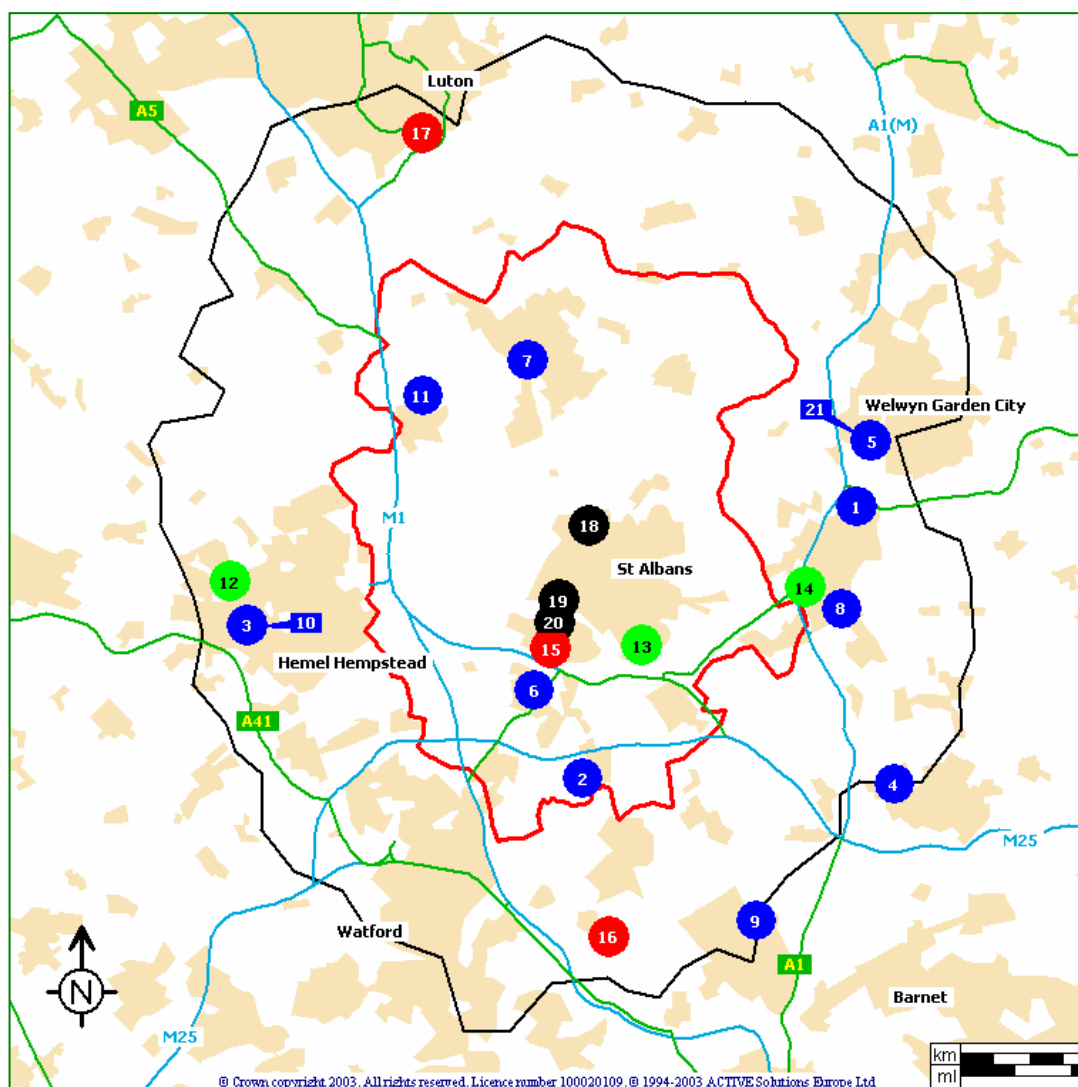 Luton
A5
17
A1(M)
7
11
21
Welwyn Garden City
5
1
M1
18
St Albans
12
14
19
8
3
10
20
15
13
Hemel Hempstead
6
A41
2
4
M25
9
Watford
16
A1
N
Barnet
M25
km
ml
© Crown copyright 2003. All rights reserved. Licence number 100020109. © 1994-2003 ACTIVE Solutions Europe Ltd